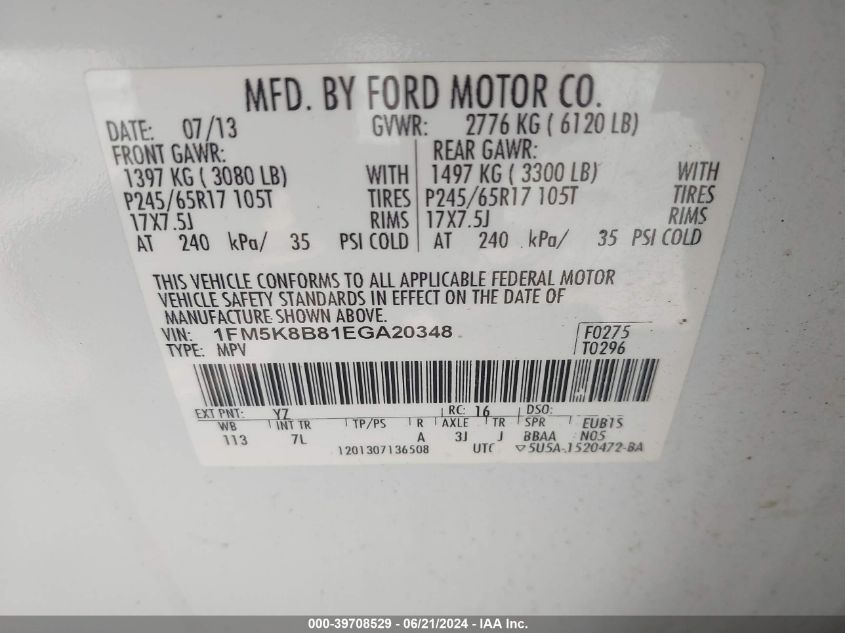 MFD. BY FORD MOTOR CO.
DATE: 07/13 GVWR: 2776 KG ( 6120 LB)
FRONT GAWR: REAR GAWR:
1397 KG ( 3080 LB) WITH 1497 KG ( 3300 LB) WITH
P245/65R17 105T TIRES P245/65R17 105T TIRES
17X7.5J RIMS 17X7.5J RIMS
AT 240 kPa/ 35 PSI COLD AT 240 kPa/ 35 PSI COLD
THIS VEHICLE CONFORMS TO ALL APPLICABLE FEDERAL MOTOR
VEHICLE SAFETY STANDARDS IN EFFECT ON THE DATE OF
MANUFACTURE SHOWN ABOVE.
VIN: 1FM5K8B81EGA20348 F0275
TYPE: MPV T0296
EXT PNT: YZ RC: 16 DSO:
WB INT TR TP/PS R AXLE TR SPR EUB1S
113 7L A 3J J BBAA N05
1201307136508 UTC ▽5U5A-1520472-BA
000-39708529 - 06/21/2024 - IAA Inc.